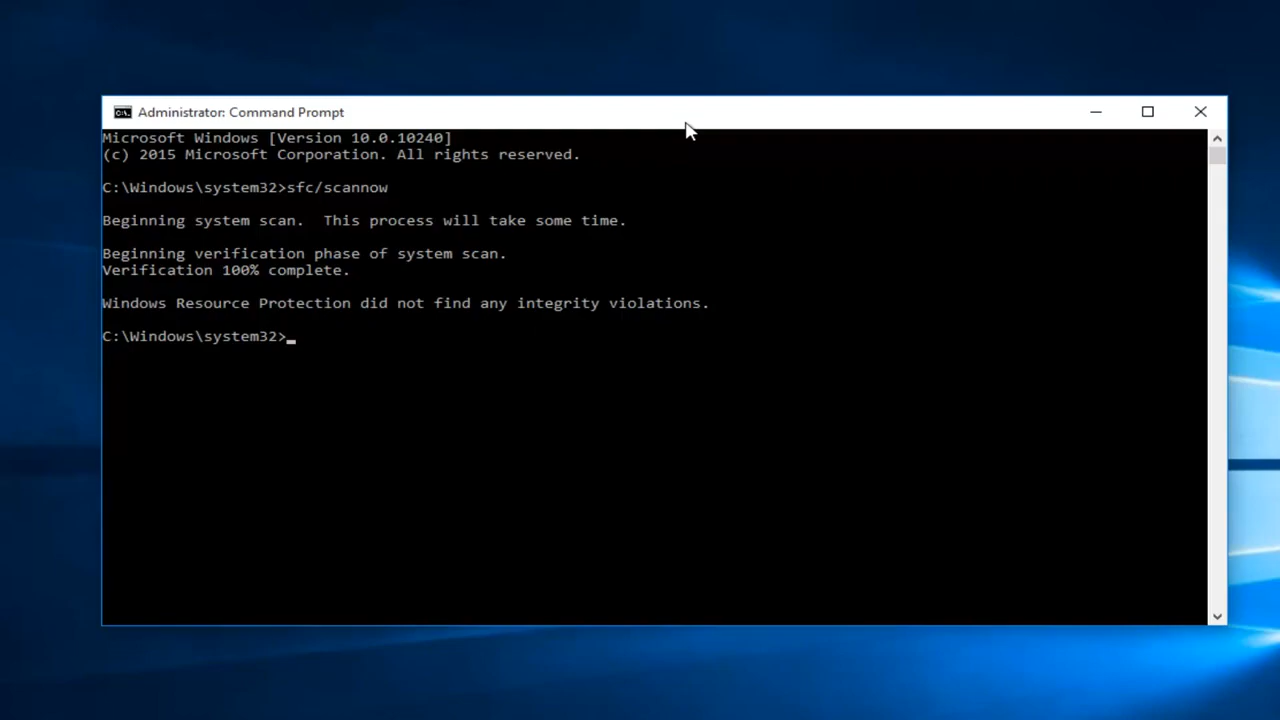 Administrator: Command Prompt
Microsoft Windows [Version 10.0.10240]
(c) 2015 Microsoft Corporation. All rights reserved.
C:\Windows\system32>sfc/scannow
Beginning system scan.  This process will take some time.
Beginning verification phase of system scan.
Verification 100% complete.
Windows Resource Protection did not find any integrity violations.
C:\Windows\system32>